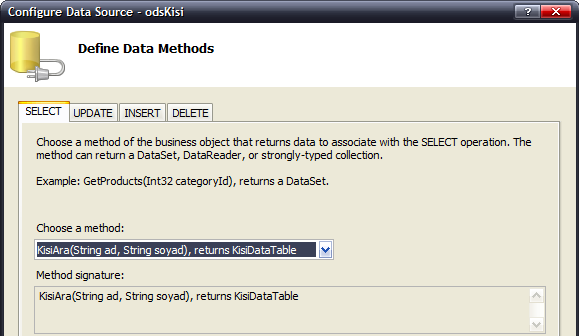 Configure Data Source - odsKisi
Define Data Methods
SELECT UPDATE INSERT DELETE
Choose a method of the business object that returns data to associate with the SELECT operation. The
method can return a DataSet, DataReader, or strongly-typed collection.
Example: GetProducts(Int32 categoryId), returns a DataSet.
Choose a method:
KisiAra(String ad, String soyad), returns KisiDataTable
Method signature:
KisiAra(String ad, String soyad), returns KisiDataTable